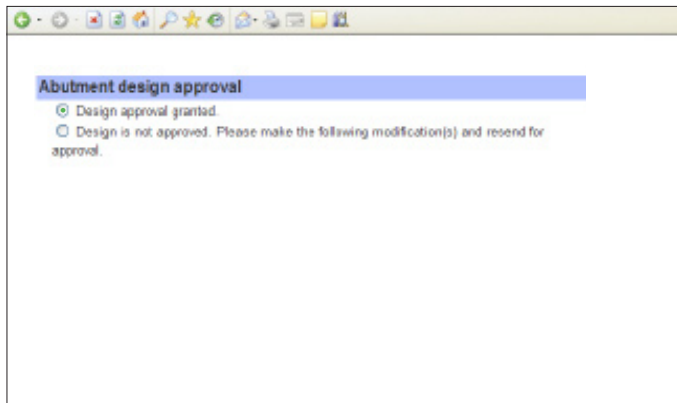 Abutment design approval
Design approval granted.
Design is not approved. Please make the following modification(s) and resend for
approval.